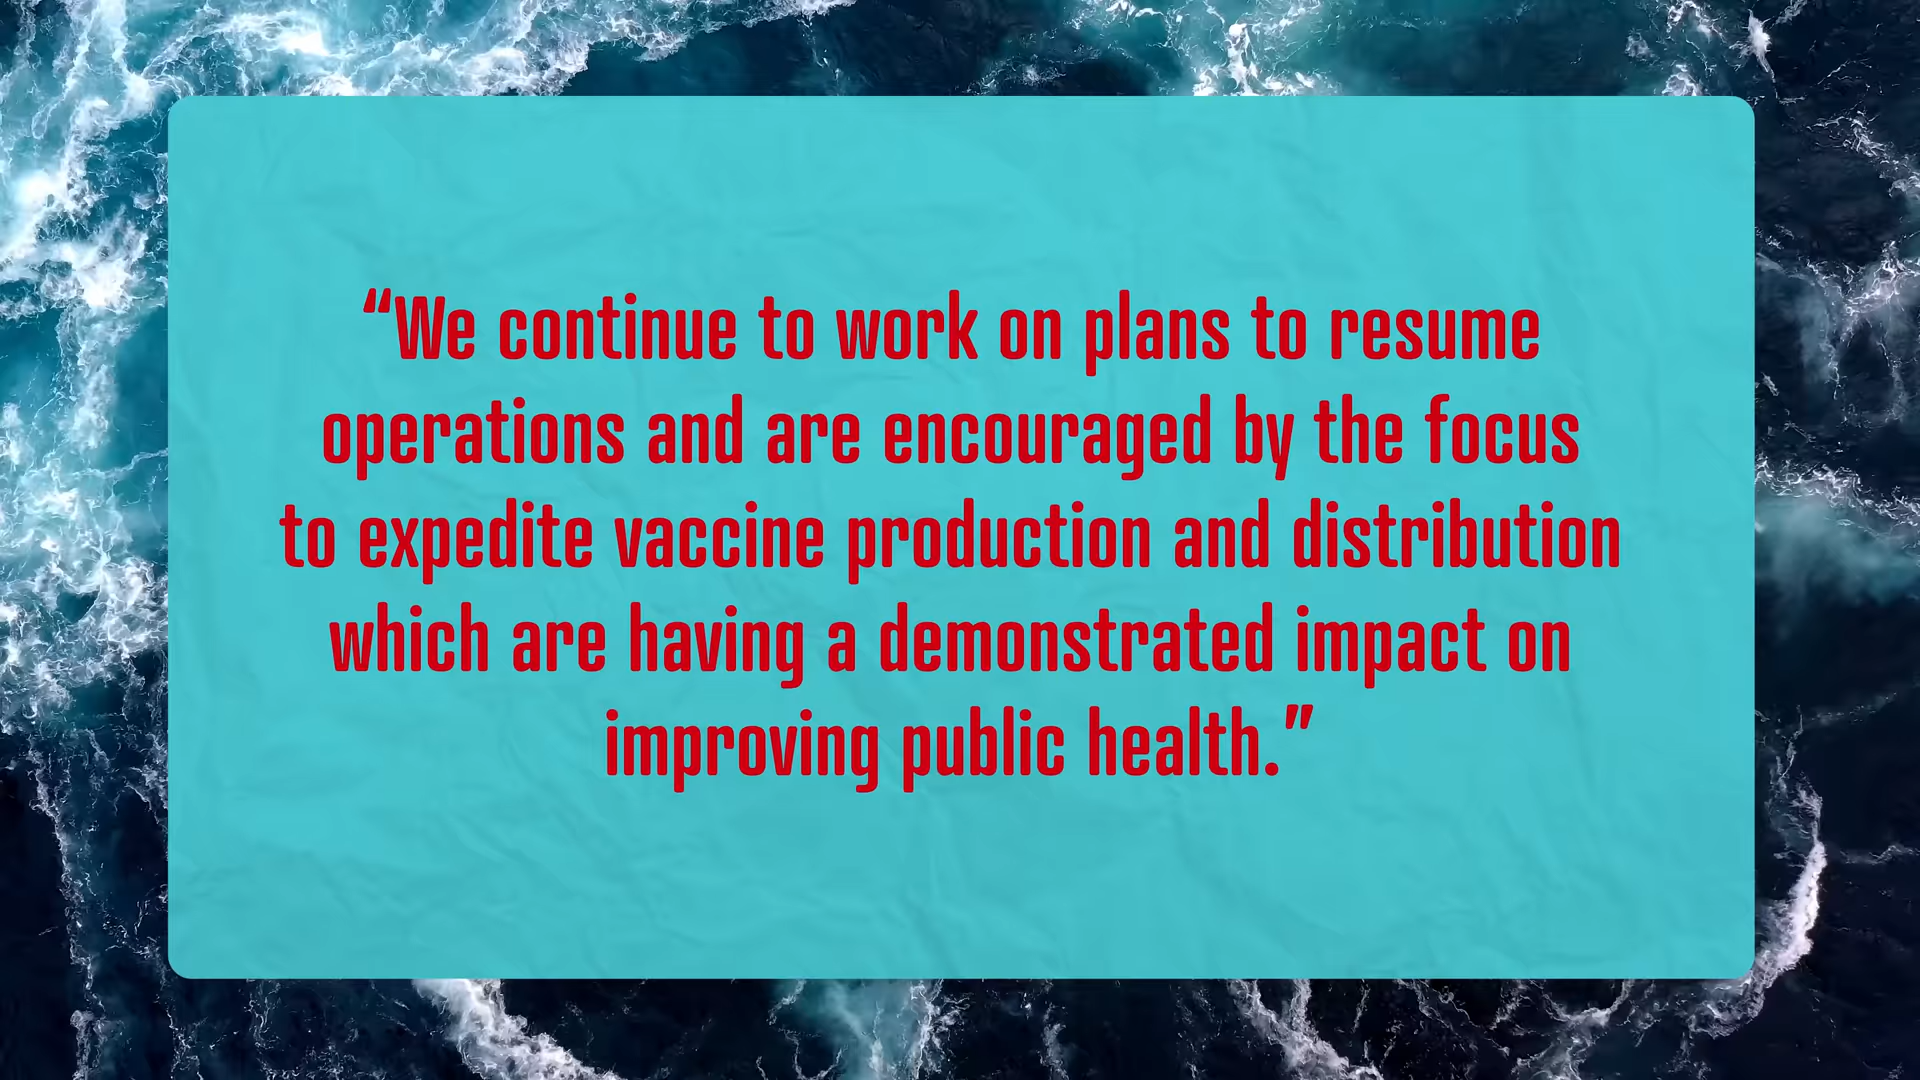 “We continue to work on plans to resume
operations and are encouraged by the focus
to expedite vaccine production and distribution
which are having a demonstrated impact on
improving public health.”